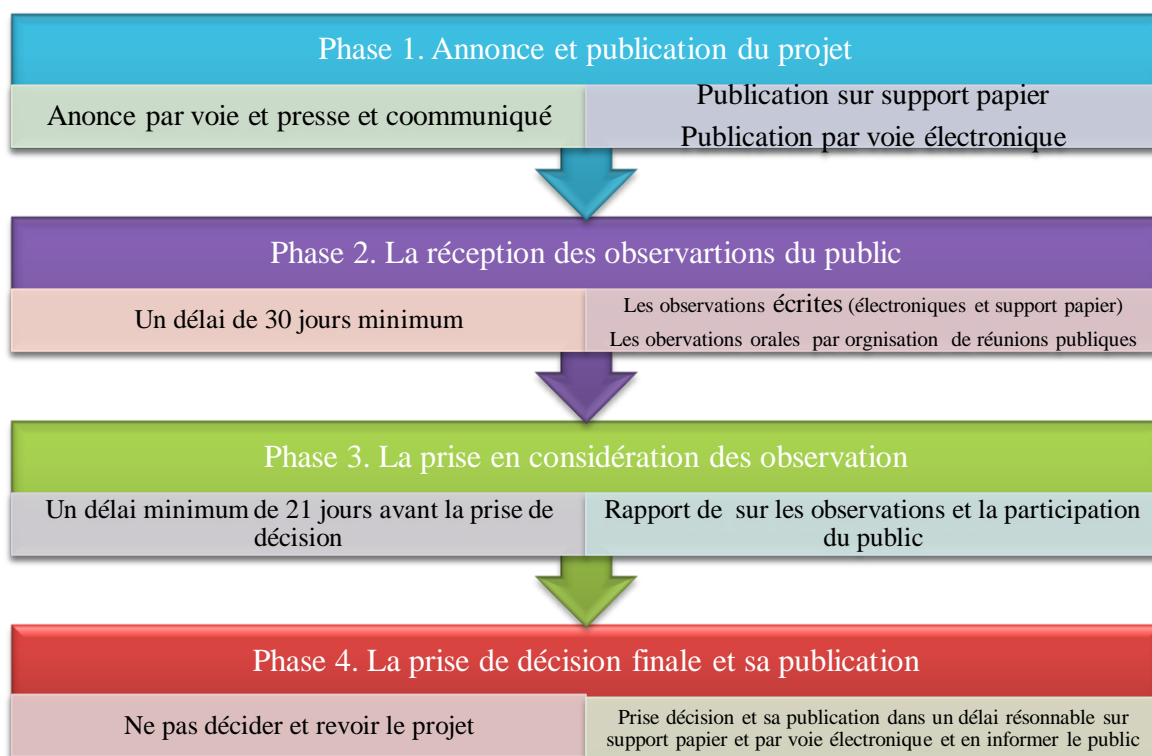 Phase 1. Annonce et publication du projet
Anonce par voie et presse et coommuniqué
Publication sur support papier
Publication par voie électronique
Phase 2. La réception des observartions du public
Un délai de 30 jours minimum
Les observations écrites (électroniques et support papier)
Les obervations orales par orgnisation de réunions publiques
Phase 3. La prise en considération des observation
Un délai minimum de 21 jours avant la prise de
décision
Rapport de sur les observations et la participation
du public
Phase 4. La prise de décision finale et sa publication
Ne pas décider et revoir le projet
Prise décision et sa publication dans un délai résonnable sur
support papier et par voie électronique et en informer le public